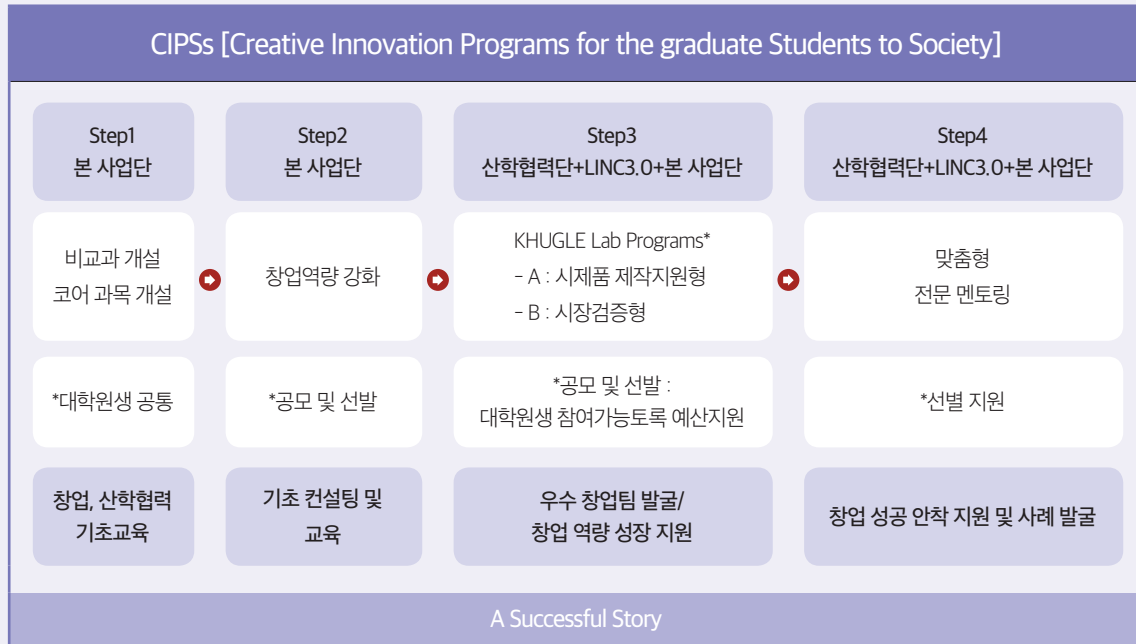 CIPSs [Creative Innovation Programs for the graduate Students to Society]
Step1
본 사업단
Step2
본 사업단
Step3
산학협력단+LINC3.0+본 사업단
Step4
산학협력단+LINC3.0+본 사업단
비교과 개설
코어 과목 개설
창업역량 강화
KHUGLE Lab Programs*
- A : 시제품 제작지원형
- B : 시장검증형
맞춤형
전문 멘토링
*대학원생 공통
*공모 및 선발
*공모 및 선발 :
대학원생 참여가능토록 예산지원
*선별 지원
창업, 산학협력
기초교육
기초 컨설팅 및
교육
우수 창업팀 발굴/
창업 역량 성장 지원
창업 성공 안착 지원 및 사례 발굴
A Successful Story